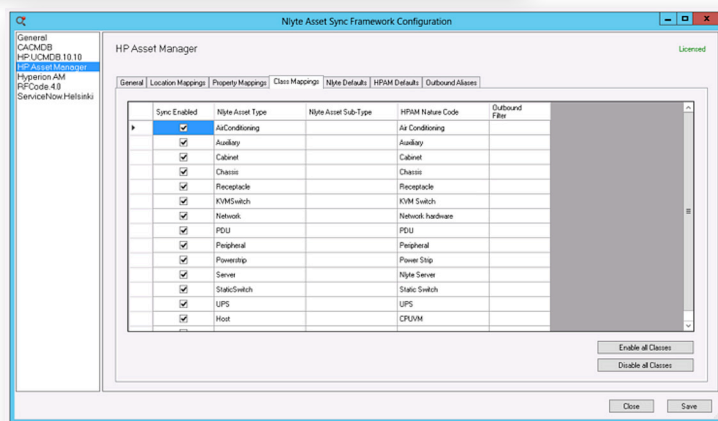 Nlyte Asset Sync Framework Configuration
General
CACMDB
HP.UCMDB.10.10
HP.Asset Manager
Hyperion AM
RFCode.4.0
ServiceNow.Helsinki
HP Asset Manager
Licensed
General Location Mappings Property Mappings Class Mappings Nlyte Defaults HPAM Defaults Outbound Aliases
Sync Enabled Nlyte Asset Type Nlyte Asset Sub-Type HPAM Nature Code Outbound Filter
AirConditioning Air Conditioning
Auxiliary Auxiliary
Cabinet Cabinet
Chassis Chassis
Receptacle Receptacle
KVMSwitch KVM Switch
Network Network hardware
PDU PDU
Peripheral Peripheral
Powerstrip Power Strip
Server Nlyte Server
StaticSwitch Static Switch
UPS UPS
Host CPUVM
Enable all Classes
Disable all Classes
Close Save